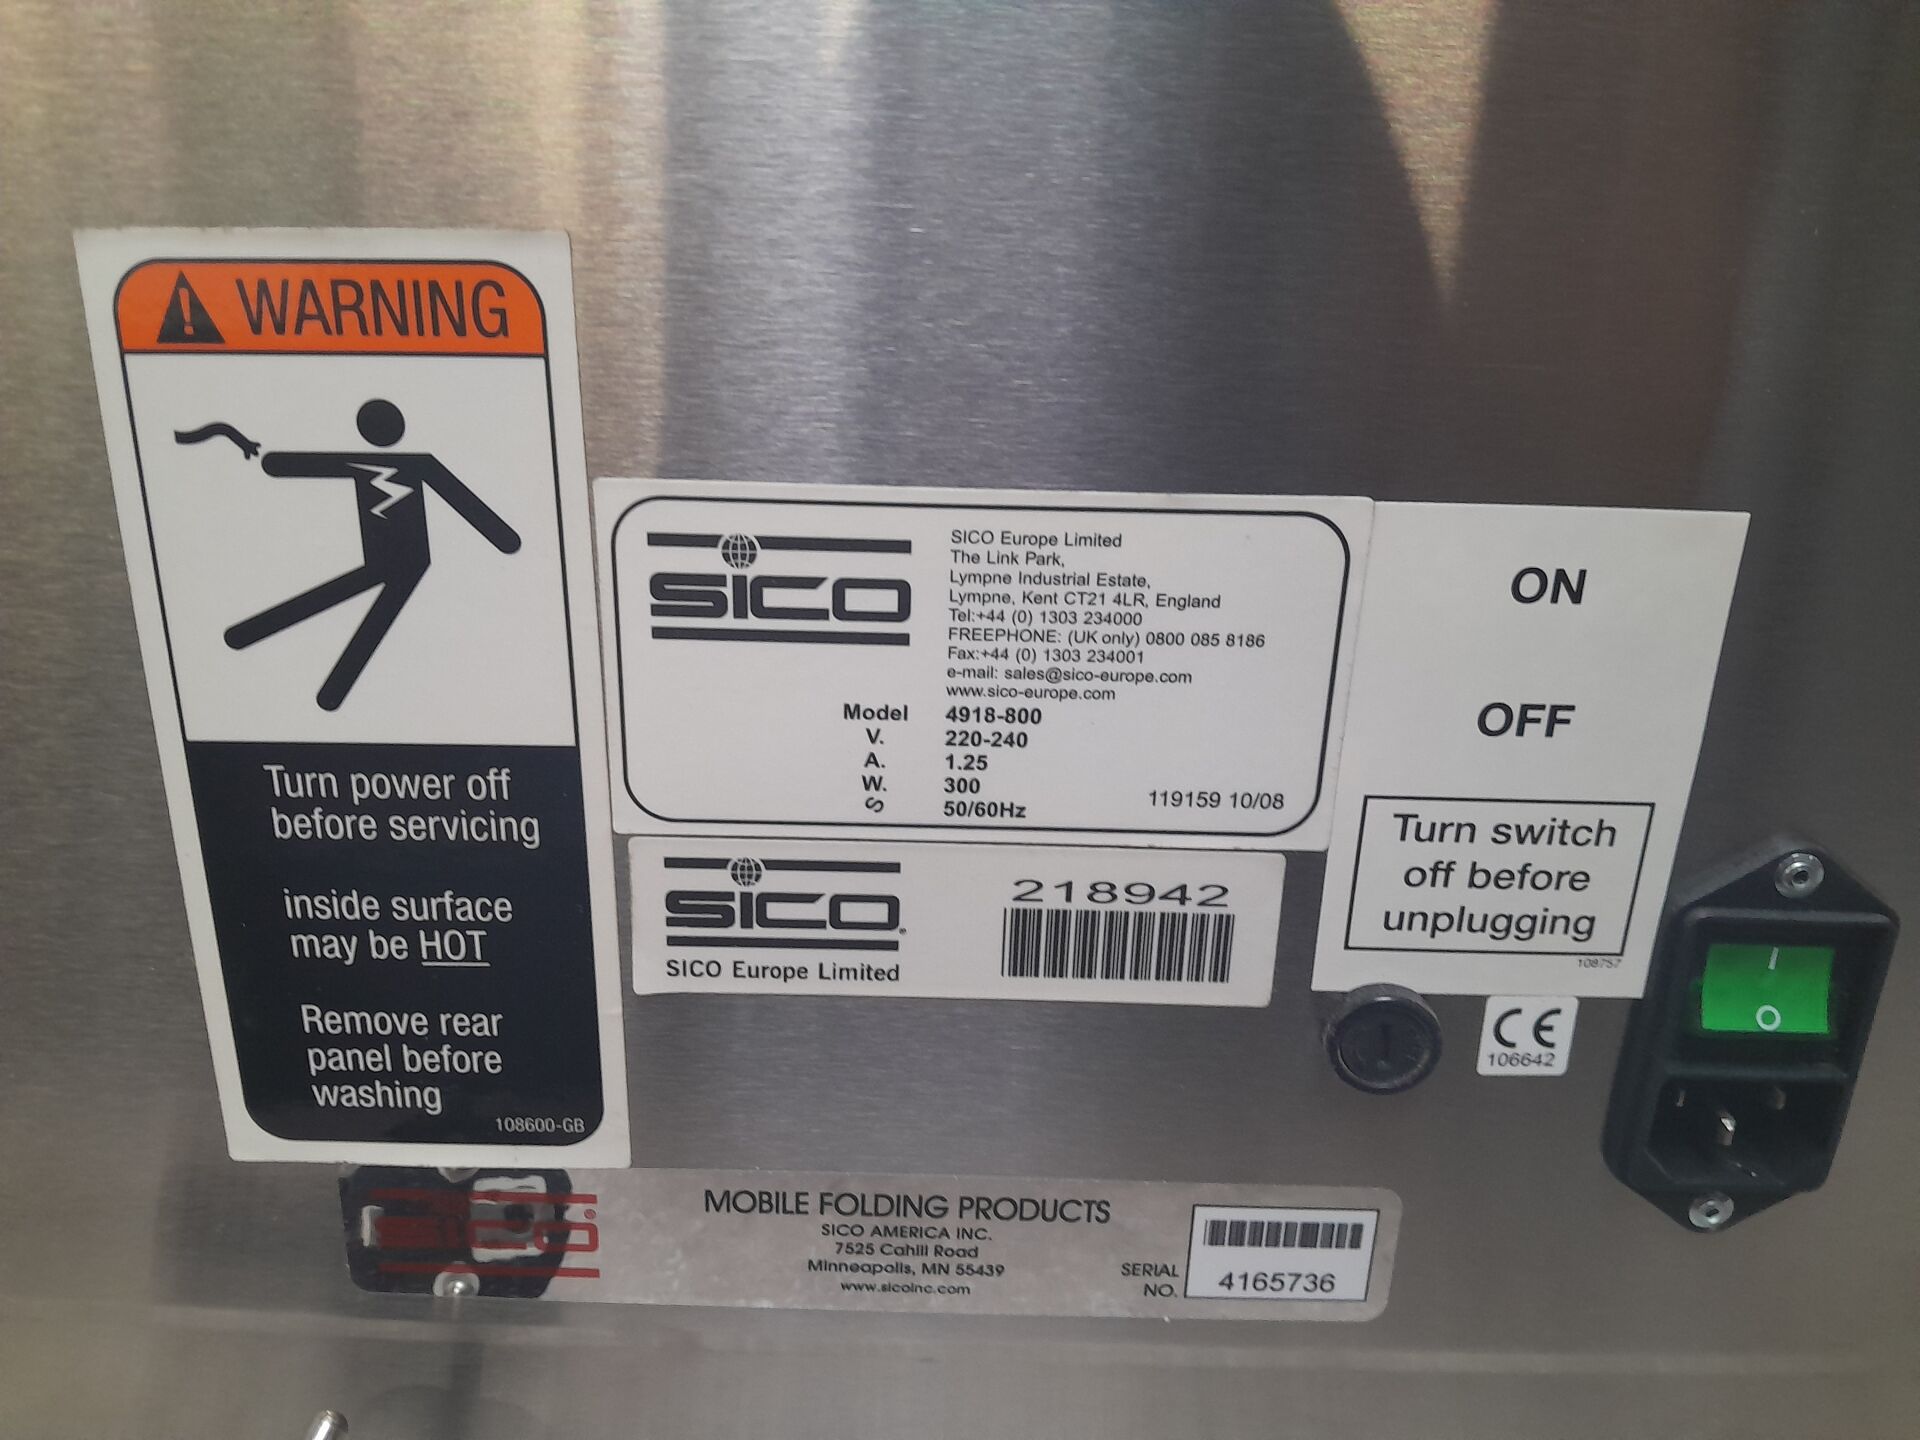 WARNING
Turn power off
before servicing
inside surface
may be HOT
Remove rear
panel before
washing
108600-GB
SICO
SICO Europe Limited
The Link Park,
Lympne Industrial Estate,
Lympne, Kent CT21 4LR, England
Tel:+44 (0) 1303 234000
FREEPHONE: (UK only) 0800 085 8186
Fax:+44 (0) 1303 234001
e-mail: sales@sico-europe.com
www.sico-europe.com
Model 4918-800
V. 220-240
A. 1.25
W. 300
50/60Hz
119159 10/08
SICO®
SICO Europe Limited
218942
ON
OFF
Turn switch
off before
unplugging
108757
CE
106642
I
O
SICO®
MOBILE FOLDING PRODUCTS
SICO AMERICA INC.
7525 Cahill Road
Minneapolis, MN 55439
www.sicoinc.com
SERIAL
NO.
4165736